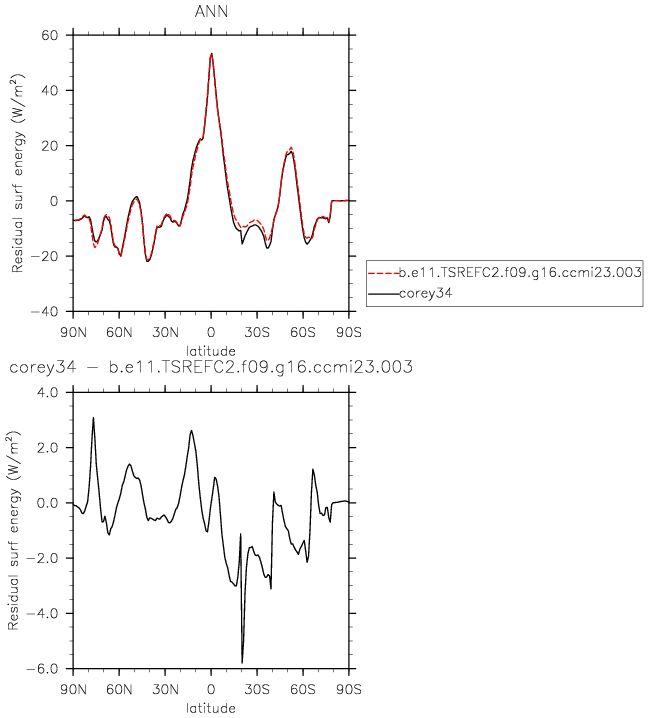 ANN
60
40
20
0
−20
−40
Residual surf energy (W/m²)
90N 60N 30N 0 30S 60S 90S
latitude
b.e11.TSREFC2.f09.g16.ccmi23.003
corey34
corey34 − b.e11.TSREFC2.f09.g16.ccmi23.003
4.0
2.0
0.0
−2.0
−4.0
−6.0
Residual surf energy (W/m²)
90N 60N 30N 0 30S 60S 90S
latitude